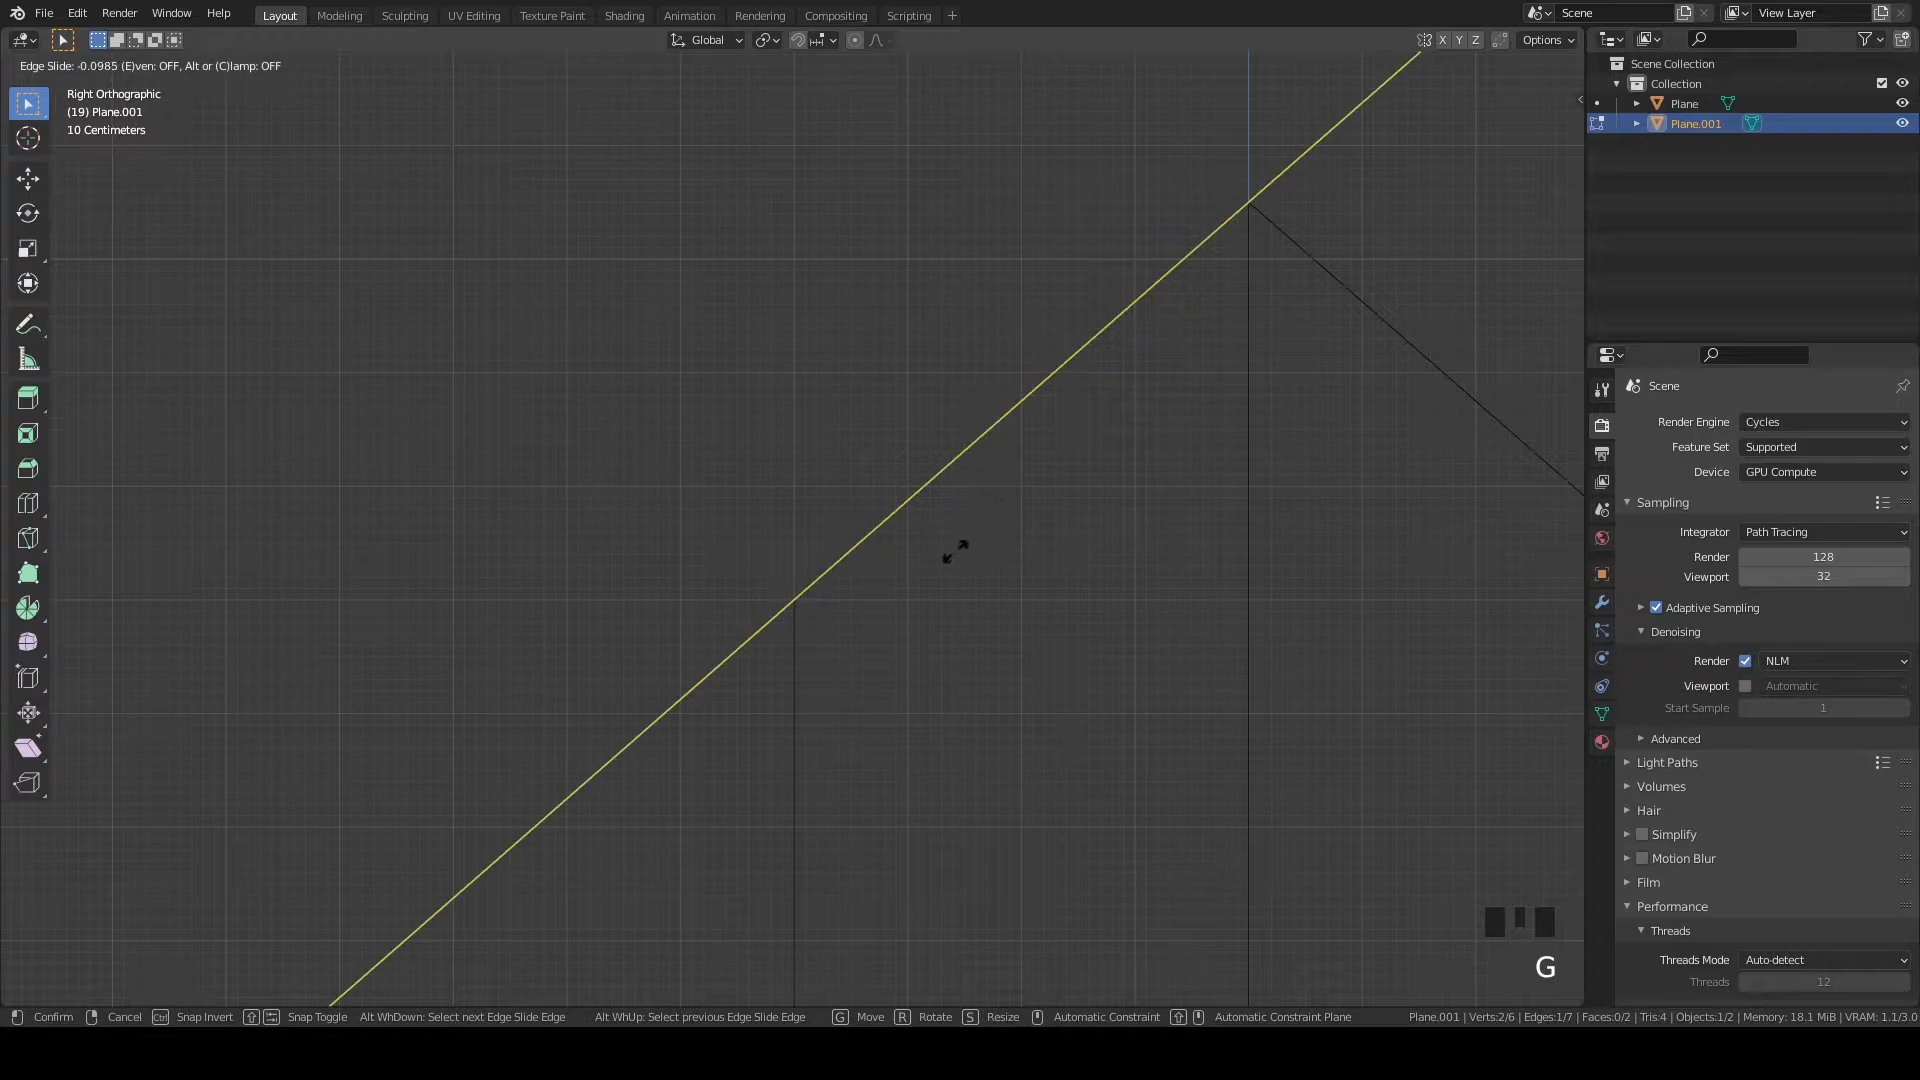 File Edit Render Window Help
Layout Modeling Sculpting UV Editing Texture Paint Shading Animation Rendering Compositing Scripting +
Scene
View Layer
Global
X Y Z
Options
Edge Slide: -0.0985 (E)ven: OFF, Alt or (C)lamp: OFF
Right Orthographic
(19) Plane.001
10 Centimeters
Scene Collection
Collection
Plane
Plane.001
Scene
Render Engine Cycles
Feature Set Supported
Device GPU Compute
Sampling
Integrator Path Tracing
Render 128
Viewport 32
Adaptive Sampling
Denoising
Render NLM
Viewport Automatic
Start Sample 1
Advanced
Light Paths
Volumes
Hair
Simplify
Motion Blur
Film
Performance
Threads
Threads Mode Auto-detect
Threads 12
G
Confirm Cancel Ctrl Snap Invert Snap Toggle Alt WhDown: Select next Edge Slide Edge Alt WhUp: Select previous Edge Slide Edge G Move R Rotate S Resize Automatic Constraint Automatic Constraint Plane Plane.001 | Verts:2/6 | Edges:1/7 | Faces:0/2 | Tris:4 | Objects:1/2 | Memory: 18.1 MiB | VRAM: 1.1/3.0